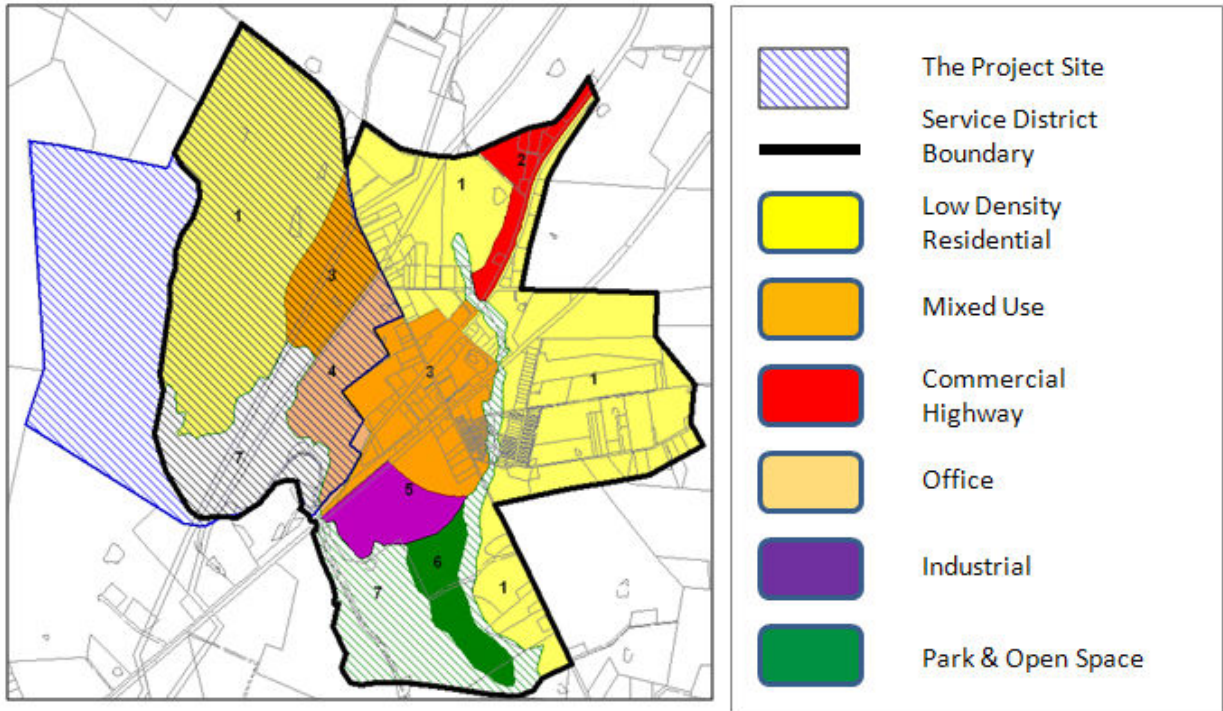 1
2
1
3
4
3
1
7
5
6
7
1
The Project Site
Service District
Boundary
Low Density
Residential
Mixed Use
Commercial
Highway
Office
Industrial
Park & Open Space